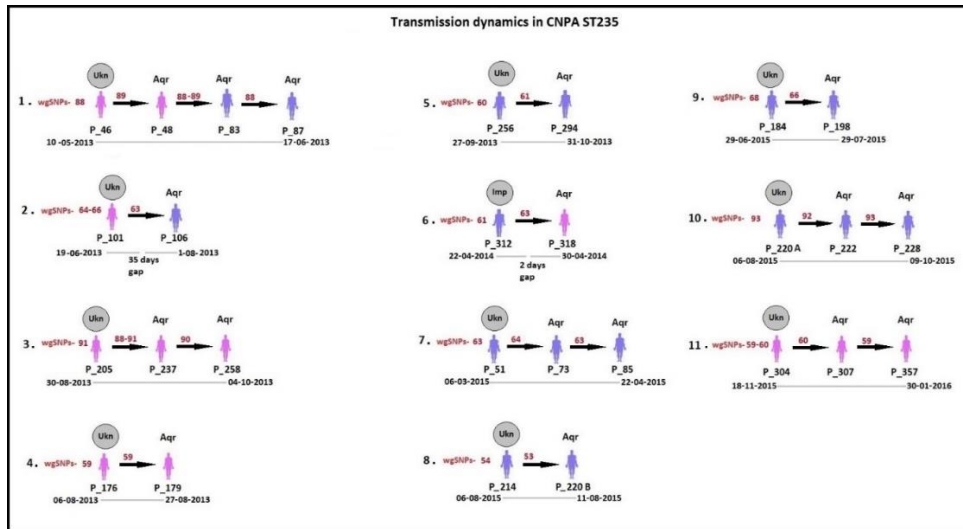 Transmission dynamics in CNPA ST235
1.
Ukn
Aqr
Aqr
Aqr
wgSNPs- 88
89
88-89
88
P_46
P_48
P_83
P_87
10 -05-2013
17-06-2013
2.
Ukn
Aqr
wgSNPs- 64-66
63
P_101
P_106
19-06-2013
35 days
gap
1-08-2013
3.
Ukn
Aqr
Aqr
wgSNPs- 91
88-91
90
P_205
P_237
P_258
30-08-2013
04-10-2013
4.
Ukn
Aqr
wgSNPs- 59
59
P_176
P_179
06-08-2013
27-08-2013
5.
Ukn
Aqr
wgSNPs- 60
61
P_256
P_294
27-09-2013
31-10-2013
6.
Imp
Aqr
wgSNPs- 61
63
P_312
P_318
22-04-2014
2 days
gap
30-04-2014
7.
Ukn
Aqr
Aqr
wgSNPs- 63
64
63
P_51
P_73
P_85
06-03-2015
22-04-2015
8.
Ukn
Aqr
wgSNPs- 54
53
P_214
P_220 B
06-08-2015
11-08-2015
9.
Ukn
Aqr
wgSNPs- 68
66
P_184
P_198
29-06-2015
29-07-2015
10.
Ukn
Aqr
Aqr
wgSNPs- 93
92
93
P_220 A
P_222
P_228
06-08-2015
09-10-2015
11.
Ukn
Aqr
Aqr
wgSNPs- 59-60
60
59
P_304
P_307
P_357
18-11-2015
30-01-2016